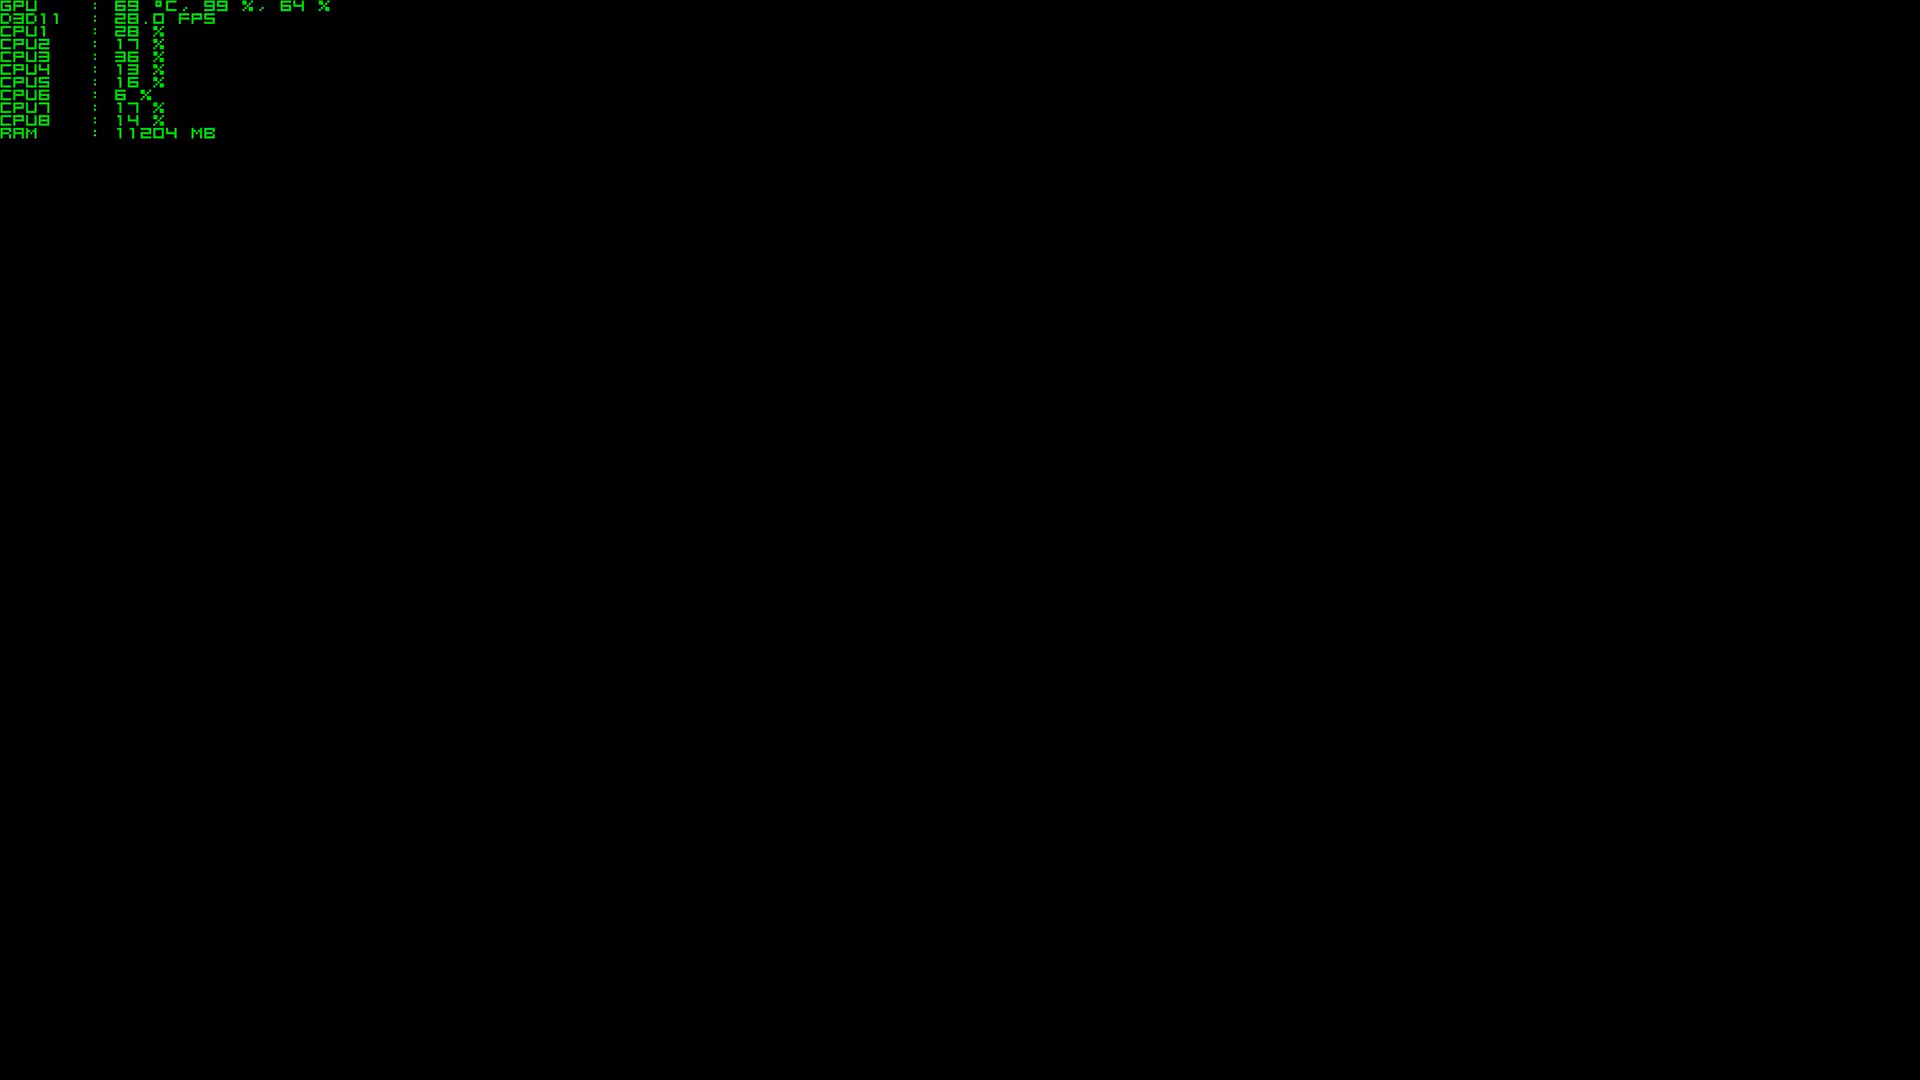 GPU : 69 °C, 99 %, 64 %
D3D11 : 28.0 FPS
CPU1 : 28 %
CPU2 : 17 %
CPU3 : 36 %
CPU4 : 13 %
CPU5 : 16 %
CPU6 : 6 %
CPU7 : 17 %
CPU8 : 14 %
RAM : 11204 MB